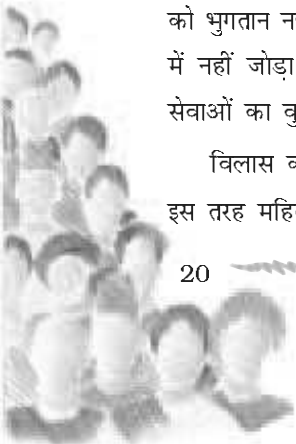 को भुगतान
में नहीं जोड़ा
सेवाओं का
विलास
इस तरह
20